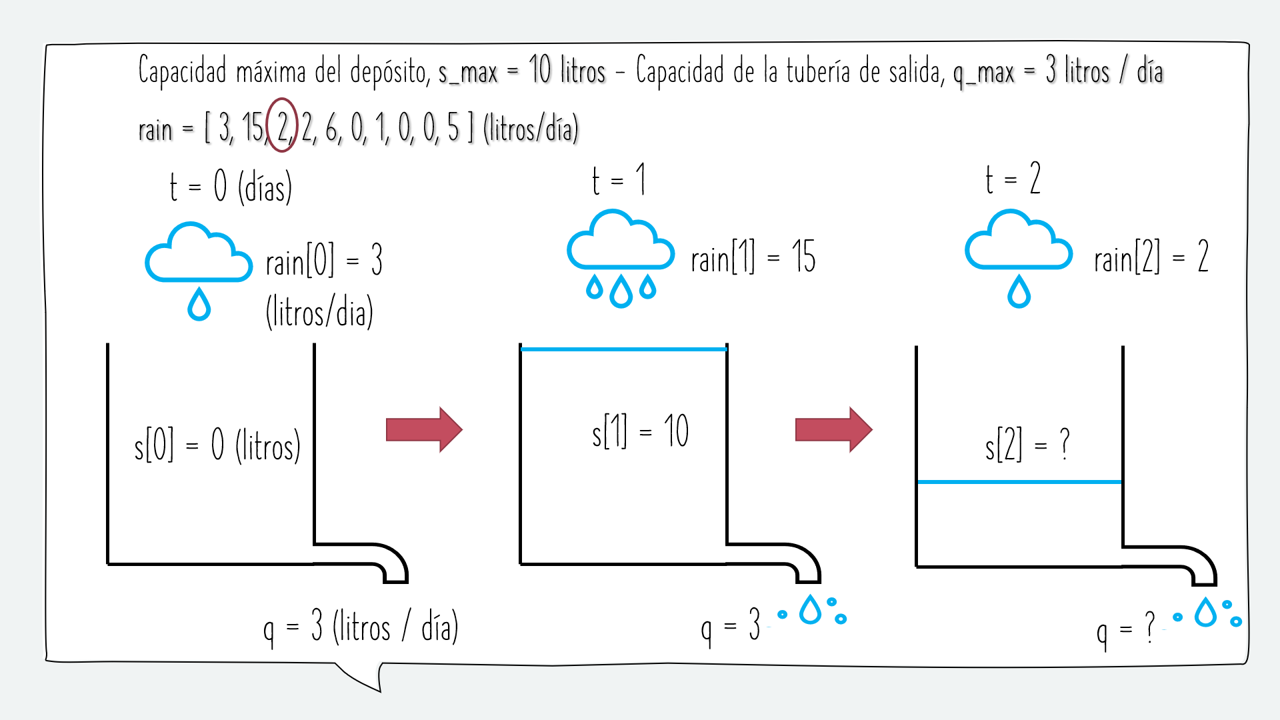 Capacidad máxima del depósito, s_max = 10 litros – Capacidad de la tubería de salida, q_max = 3 litros / día
rain = [ 3, 15, 2, 2, 6, 0, 1, 0, 0, 5 ] (litros/día)
t = 0 (días)
t = 1
t = 2
rain[0] = 3
(litros/dia)
rain[1] = 15
rain[2] = 2
s[0] = 0 (litros)
s[1] = 10
s[2] = ?
q = 3 (litros / día)
q = 3
q = ?